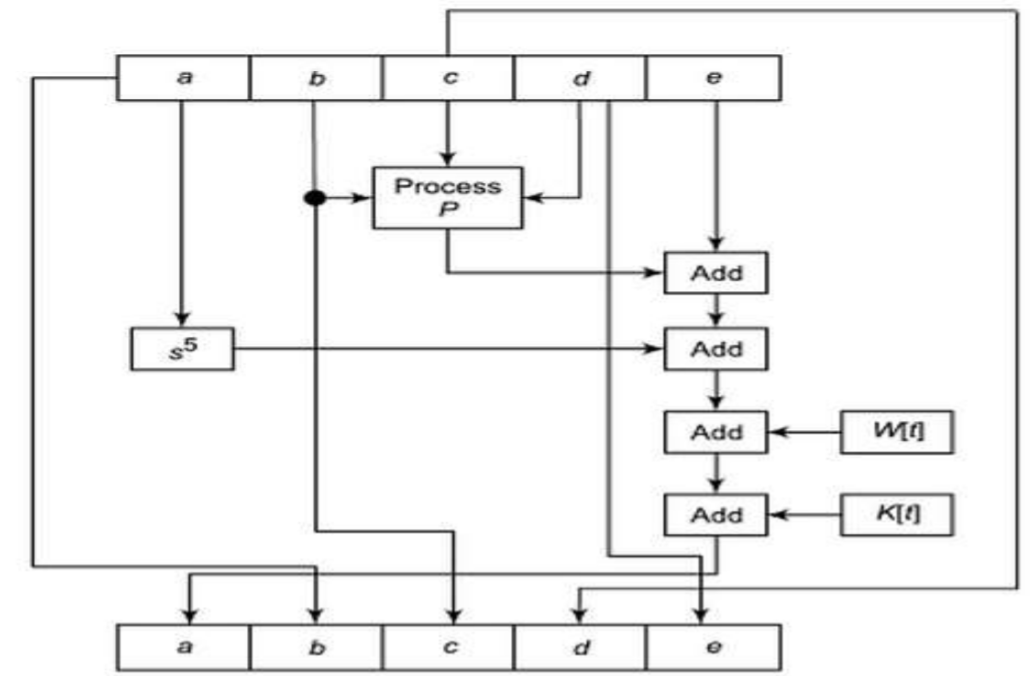 a b c d e
Process
P
Add
s⁵ Add
Add W[t]
Add K[t]
a b c d e